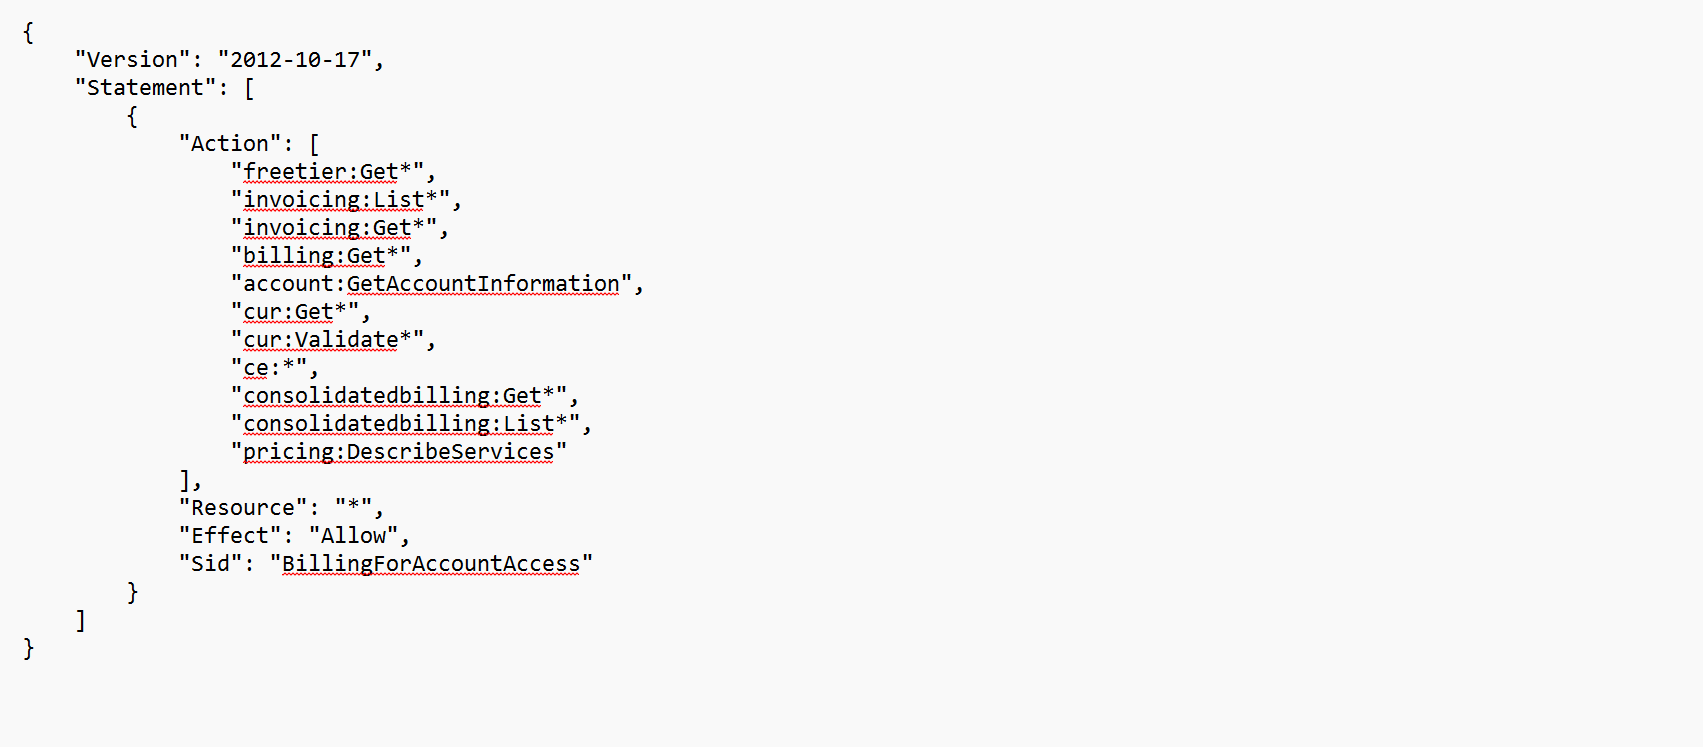 {
    "Version": "2012-10-17",
    "Statement": [
        {
            "Action": [
                "freetier:Get*",
                "invoicing:List*",
                "invoicing:Get*",
                "billing:Get*",
                "account:GetAccountInformation",
                "cur:Get*",
                "cur:Validate*",
                "ce:*",
                "consolidatedbilling:Get*",
                "consolidatedbilling:List*",
                "pricing:DescribeServices"
            ],
            "Resource": "*",
            "Effect": "Allow",
            "Sid": "BillingForAccountAccess"
        }
    ]
}